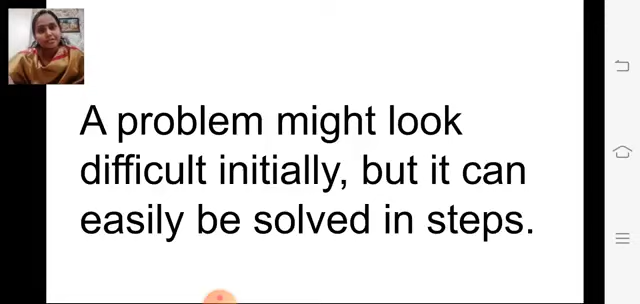 A problem might look
difficult initially, but it can
easily be solved in steps.